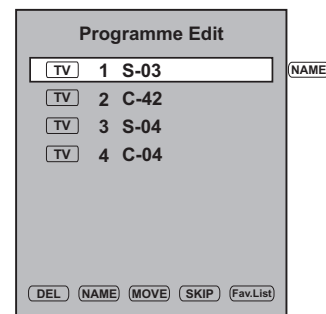 Programme Edit
TV 1 S-03 NAME
TV 2 C-42
TV 3 S-04
TV 4 C-04
DEL NAME MOVE SKIP Fav.List